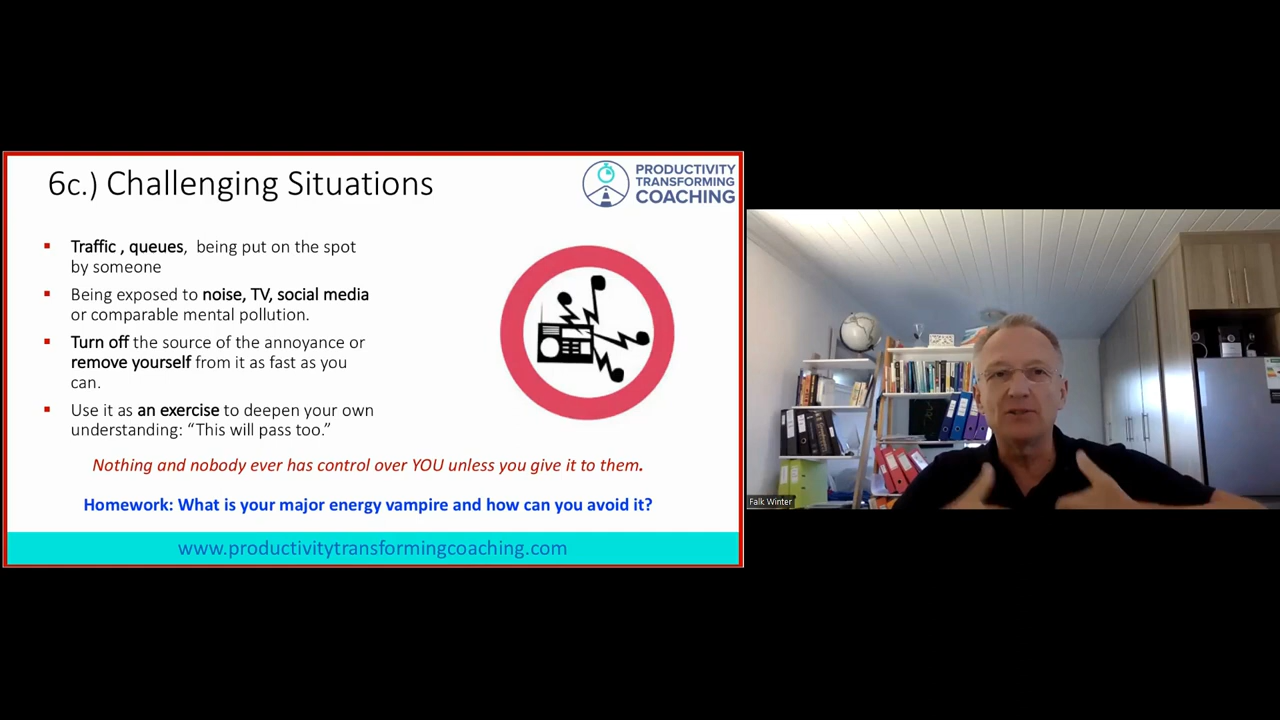 6c.) Challenging Situations
PRODUCTIVITY
TRANSFORMING
COACHING
Traffic , queues, being put on the spot
by someone
Being exposed to noise, TV, social media
or comparable mental pollution.
Turn off the source of the annoyance or
remove yourself from it as fast as you
can.
Use it as an exercise to deepen your own
understanding: “This will pass too.”
Nothing and nobody ever has control over YOU unless you give it to them.
Homework: What is your major energy vampire and how can you avoid it?
www.productivitytransformingcoaching.com
Falk Winter